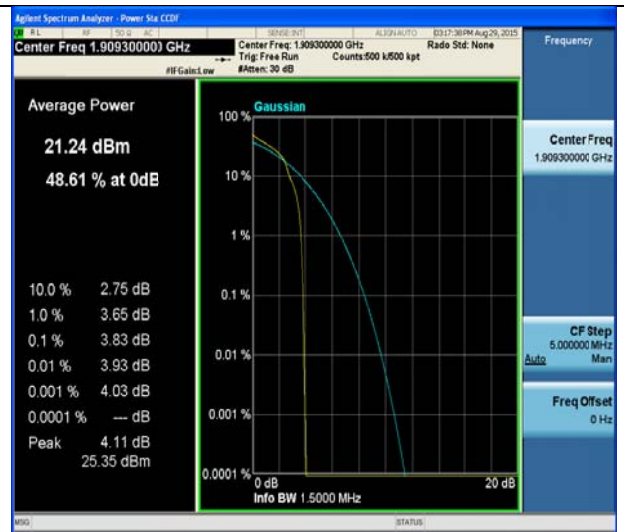 Agilent Spectrum Analyzer - Power Sta CCDF
RL RF 50 Ω AC SENSE:INT ALIGN AUTO 03:17:38 PM Aug 29, 2015
Center Freq 1.909300000 GHz
Center Freq: 1.909300000 GHz Radio Std: None
Trig: Free Run Counts:500 k/500 kpt
#IFGain:Low #Atten: 30 dB
Frequency
Average Power
21.24 dBm
48.61 % at 0dB
10.0 % 2.75 dB
1.0 % 3.65 dB
0.1 % 3.83 dB
0.01 % 3.93 dB
0.001 % 4.03 dB
0.0001 % --- dB
Peak 4.11 dB
25.35 dBm
Gaussian
100 %
10 %
1 %
0.1 %
0.01 %
0.001 %
0.0001 %
0 dB 20 dB
Info BW 1.5000 MHz
Center Freq
1.909300000 GHz
CF Step
5.000000 MHz
Auto Man
Freq Offset
0 Hz
MSG STATUS